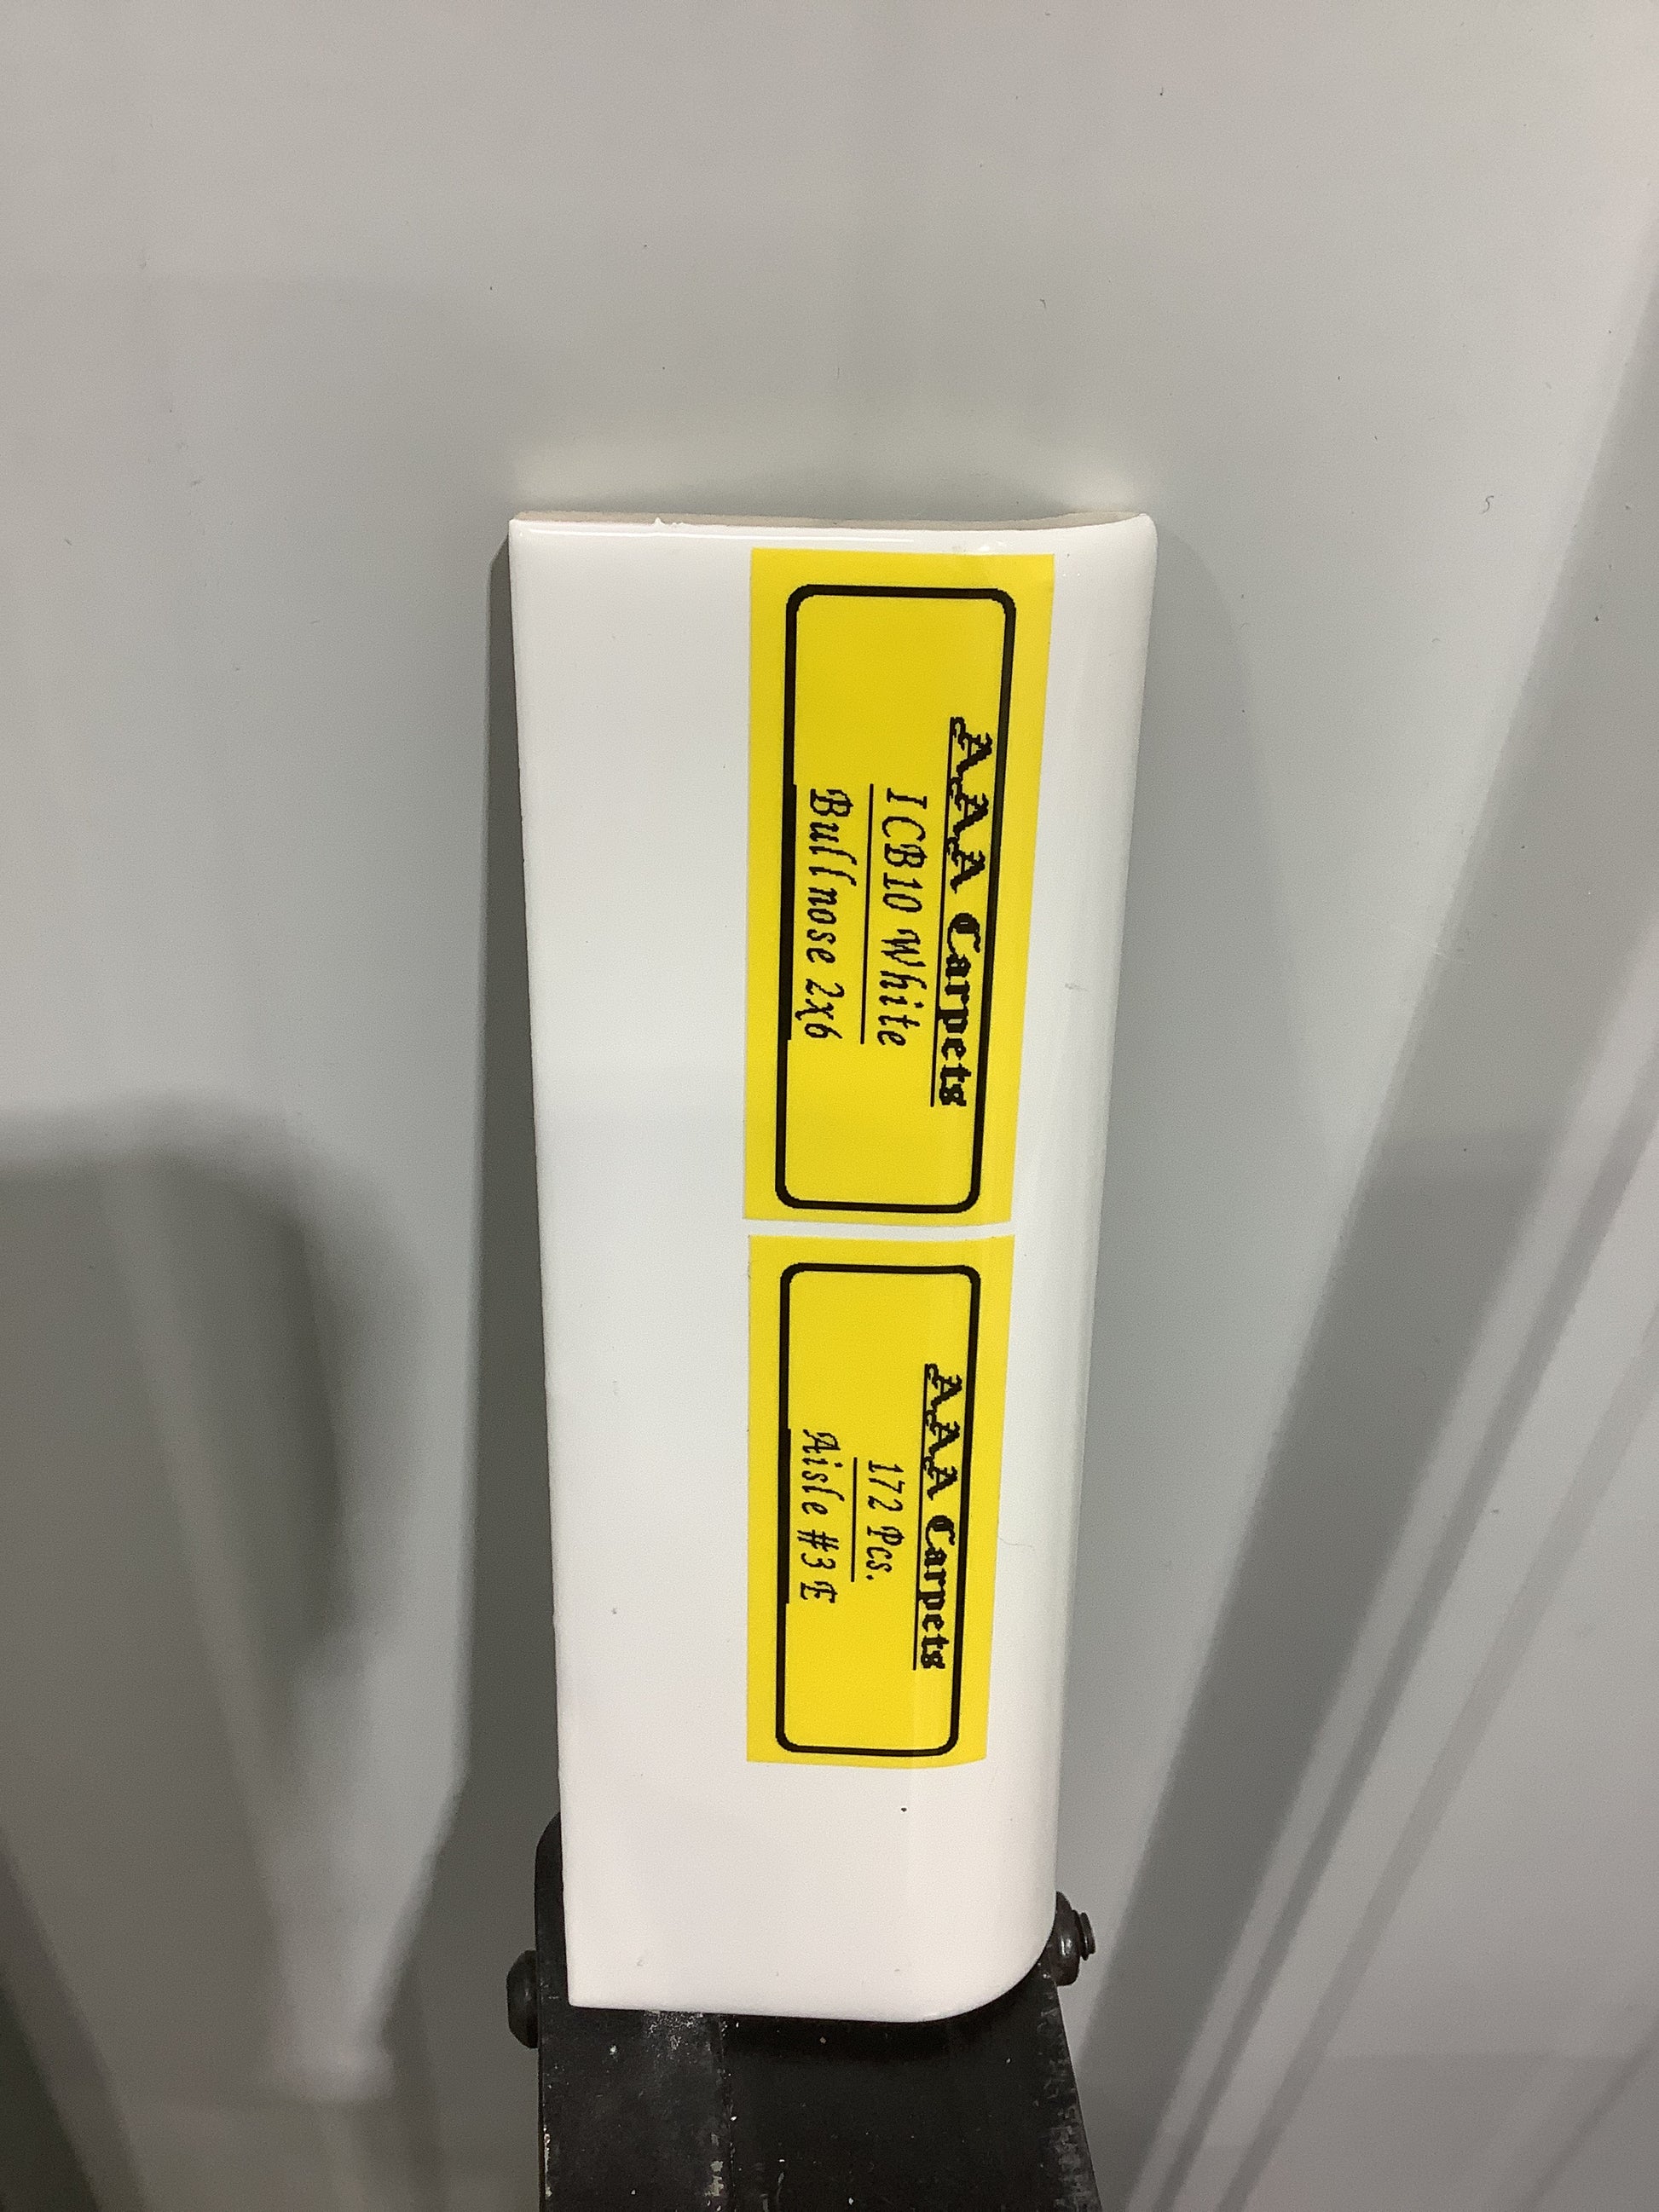 AAA Carpets
ICB10 White
Bullnose 2x6
AAA Carpets
172 Pcs.
Aisle #3 E